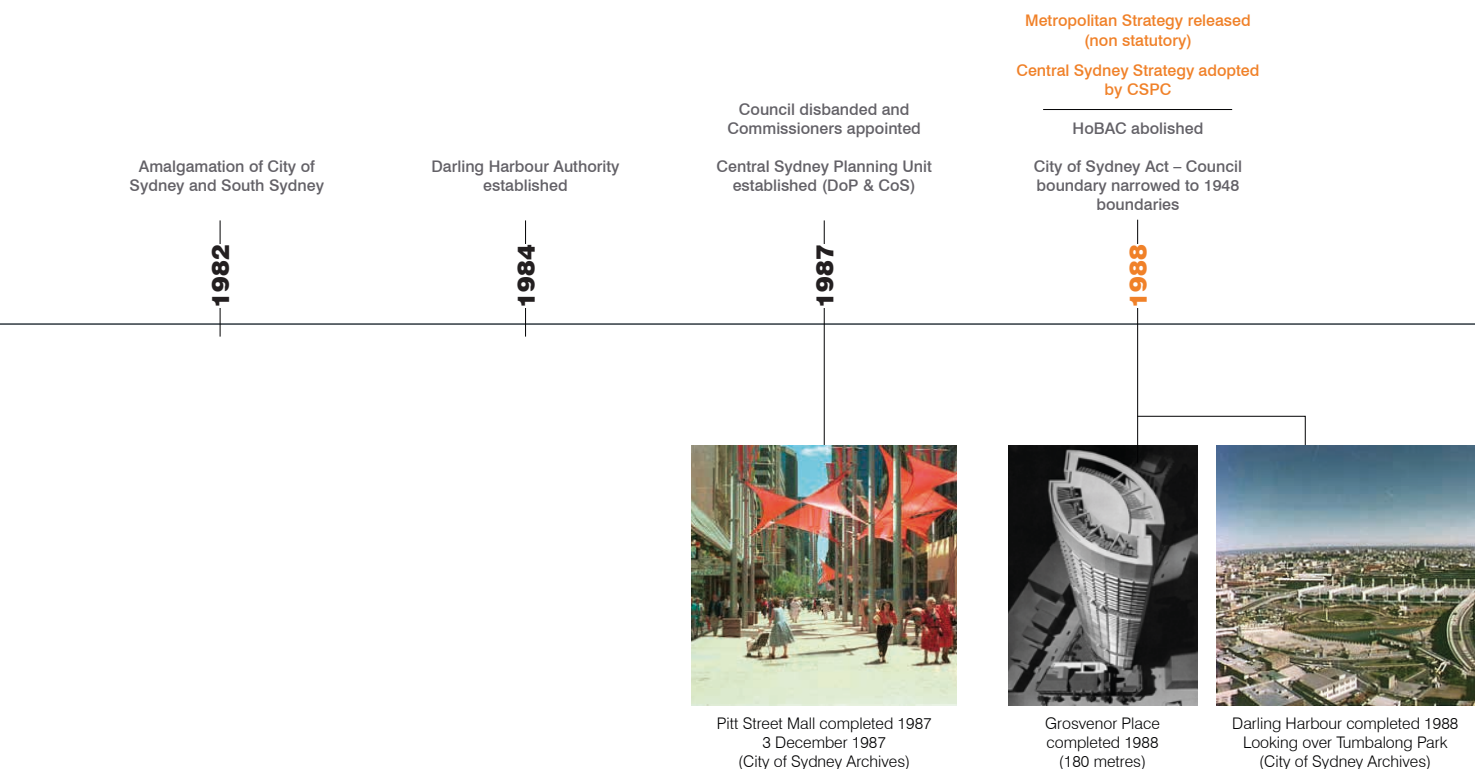 Amalgamation of City of
Sydney and South Sydney
1982
Darling Harbour Authority
established
1984
Council disbanded and
Commissioners appointed
Central Sydney Planning Unit
established (DoP & CoS)
1987
Metropolitan Strategy released
(non statutory)
Central Sydney Strategy adopted
by CSPC
HoBAC abolished
City of Sydney Act – Council
boundary narrowed to 1948
boundaries
1988
Pitt Street Mall completed 1987
3 December 1987
(City of Sydney Archives)
Grosvenor Place
completed 1988
(180 metres)
Darling Harbour completed 1988
Looking over Tumbalong Park
(City of Sydney Archives)